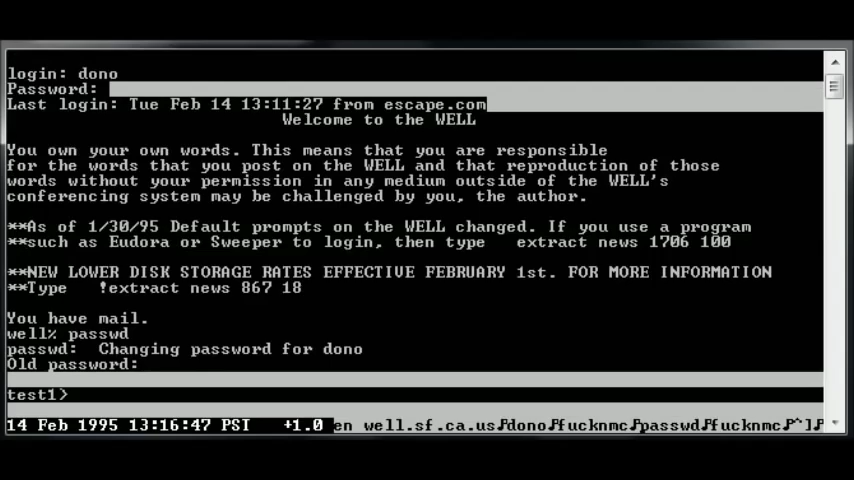 login: dono
Password:
Last login: Tue Feb 14 13:11:27 from escape.com
Welcome to the WELL
You own your own words. This means that you are responsible
for the words that you post on the WELL and that reproduction of those
words without your permission in any medium outside of the WELL's
conferencing system may be challenged by you, the author.
**As of 1/30/95 Default prompts on the WELL changed. If you use a program
**such as Eudora or Sweeper to login, then type   extract news 1706 100
**NEW LOWER DISK STORAGE RATES EFFECTIVE FEBRUARY 1st. FOR MORE INFORMATION
**Type   !extract news 867 18
You have mail.
well% passwd
passwd:  Changing password for dono
Old password:
test1>
14 Feb 1995 13:16:47 PST   +1.0 en well.sf.ca.us♪dono♪fucknmc♪passwd♪fucknmc♪^]♪